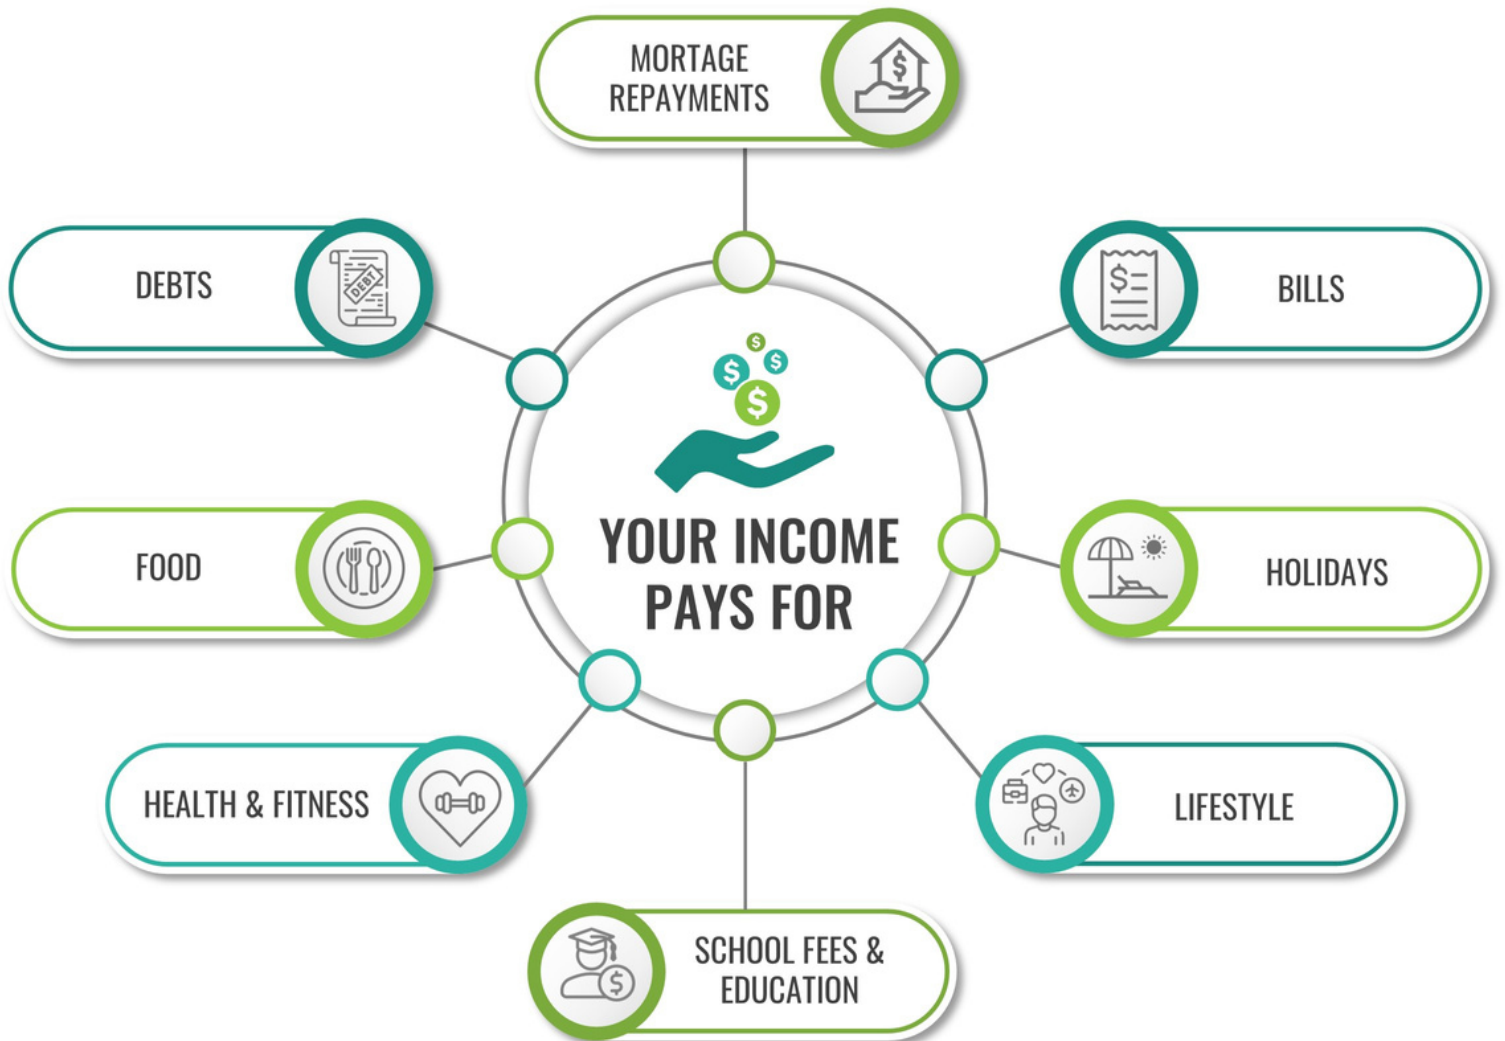 MORTAGE
REPAYMENTS
DEBTS
DEBT
$
BILLS
YOUR INCOME
PAYS FOR
FOOD
HOLIDAYS
HEALTH & FITNESS
LIFESTYLE
SCHOOL FEES &
EDUCATION